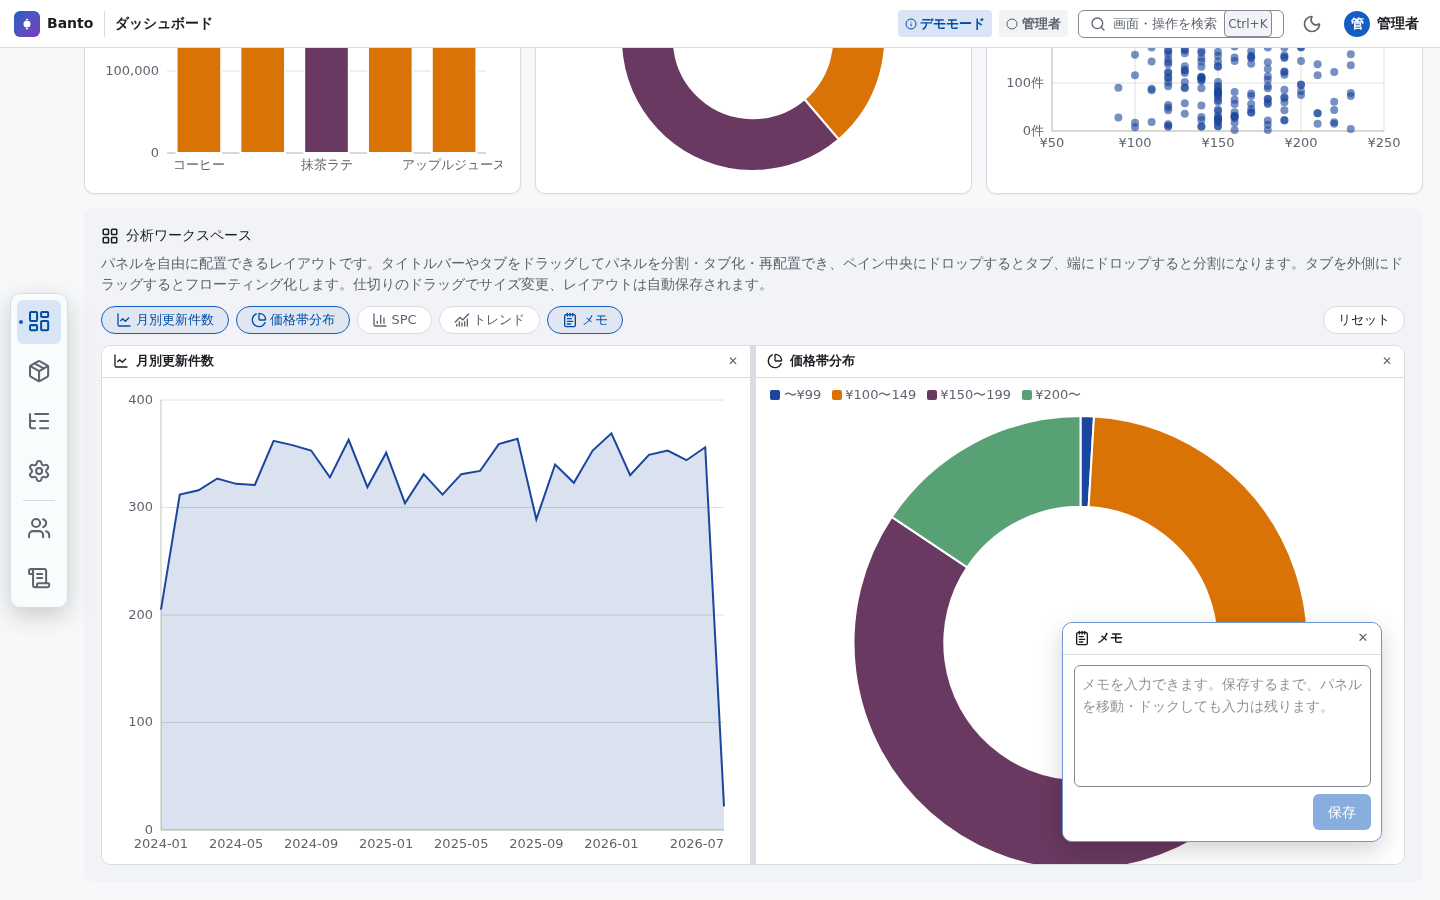 Banto
ダッシュボード
デモモード
管理者
画面・操作を検索
Ctrl+K
管
管理者
100,000
0
コーヒー
抹茶ラテ
アップルジュース
100件
0件
¥50
¥100
¥150
¥200
¥250
分析ワークスペース
パネルを自由に配置できるレイアウトです。タイトルバーやタブをドラッグしてパネルを分割・タブ化・再配置でき、ペイン中央にドロップするとタブ、端にドロップすると分割になります。タブを外側にド
ラッグするとフローティング化します。仕切りのドラッグでサイズ変更、レイアウトは自動保存されます。
月別更新件数
価格帯分布
SPC
トレンド
メモ
リセット
月別更新件数
400
300
200
100
0
2024-01
2024-05
2024-09
2025-01
2025-05
2025-09
2026-01
2026-07
価格帯分布
〜¥99
¥100〜149
¥150〜199
¥200〜
メモ
メモを入力できます。保存するまで、パネル
を移動・ドックしても入力は残ります。
保存